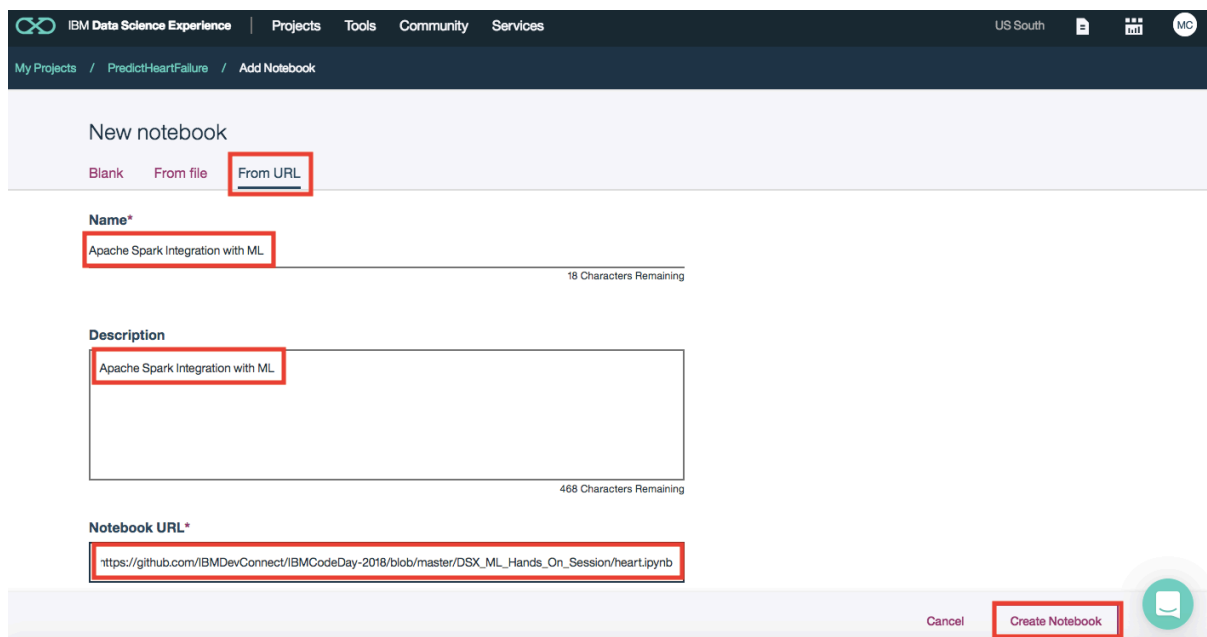 IBM Data Science Experience | Projects Tools Community Services US South MC
My Projects / PredictHeartFailure / Add Notebook
New notebook
Blank From file From URL
Name*
Apache Spark Integration with ML
18 Characters Remaining
Description
Apache Spark Integration with ML
468 Characters Remaining
Notebook URL*
https://github.com/IBMDevConnect/IBMCodeDay-2018/blob/master/DSX_ML_Hands_On_Session/heart.ipynb
Cancel Create Notebook